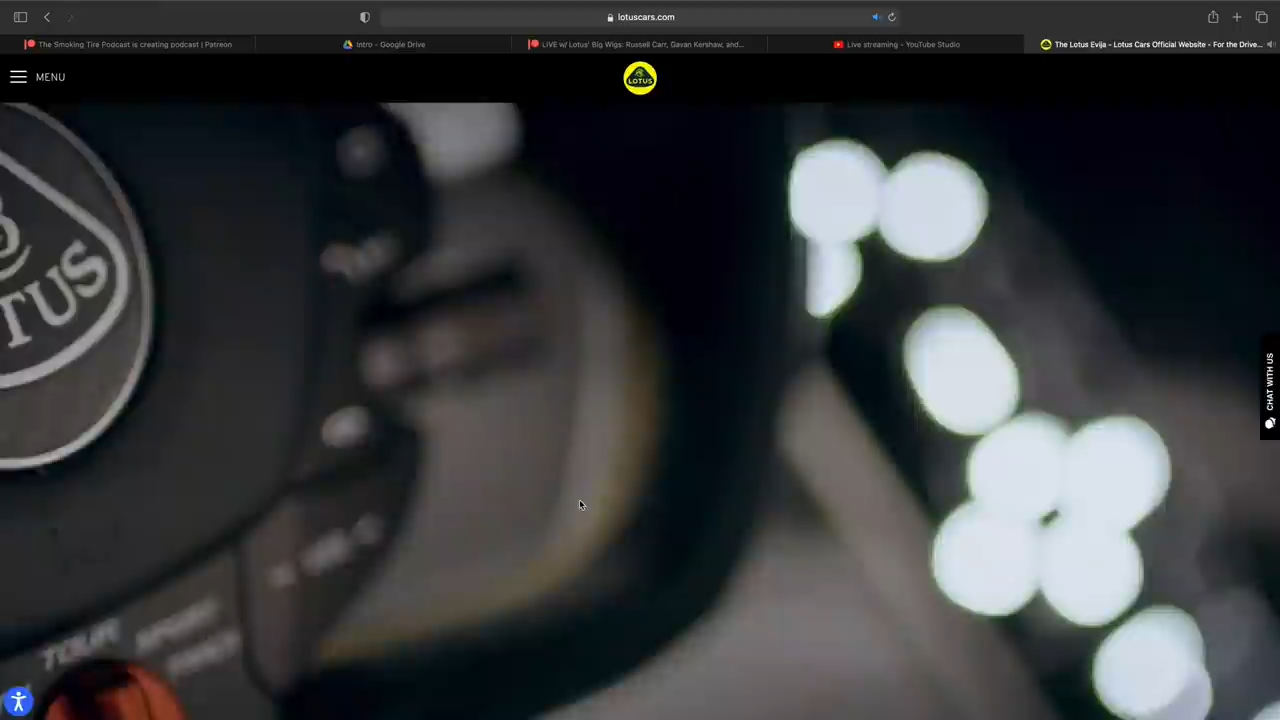 lotuscars.com
The Smoking Tire Podcast is creating podcast | Patreon
Intro - Google Drive
LIVE w/ Lotus' Big Wigs: Russell Carr, Gavan Kershaw, and...
Live streaming - YouTube Studio
The Lotus Evija - Lotus Cars Official Website - For the Drive...
MENU
LOTUS
TUS
CHAT WITH US
TOUR
SPORT